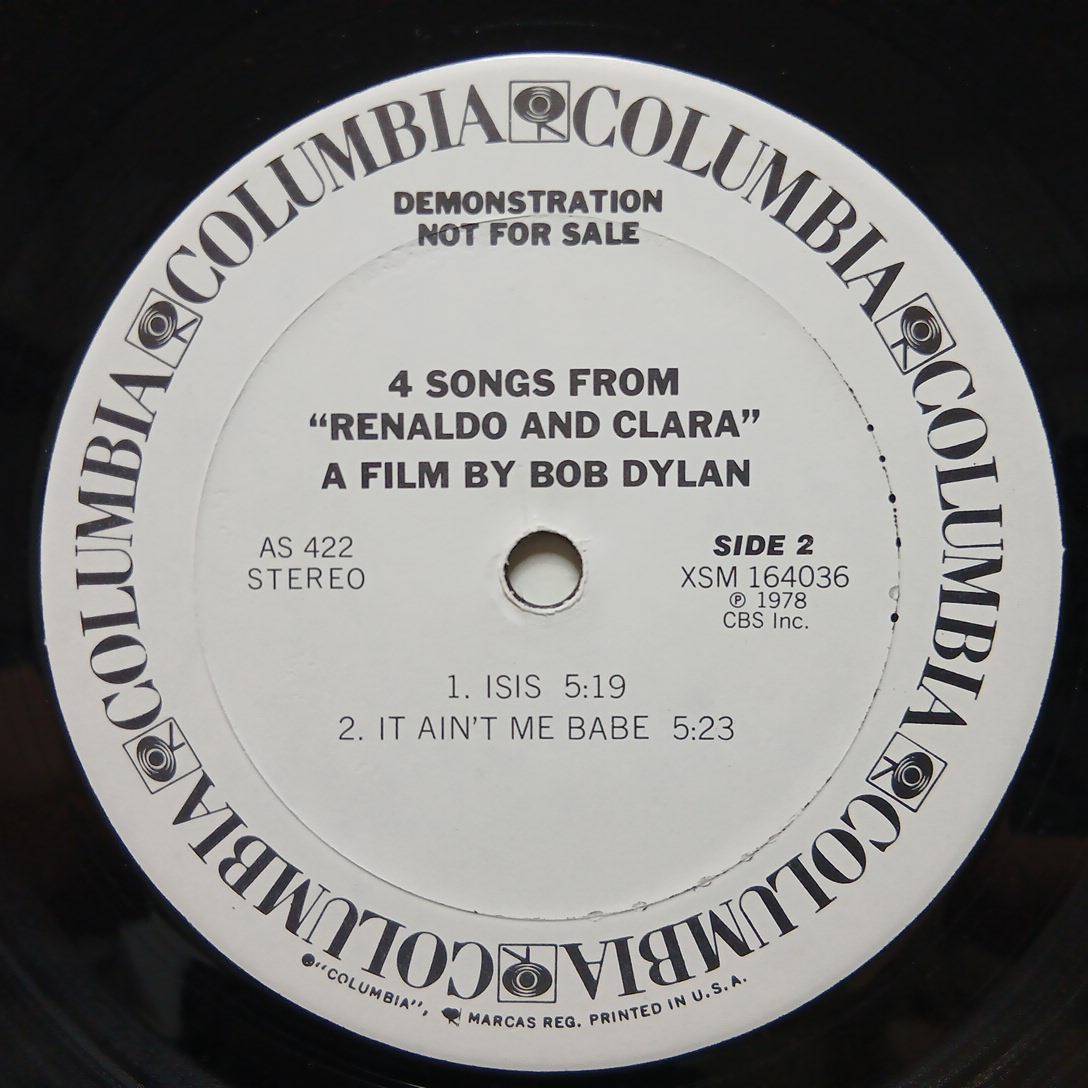 COLUMBIA COLUMBIA COLUMBIA COLUMBIA COLUMBIA COLUMBIA
DEMONSTRATION
NOT FOR SALE
4 SONGS FROM
“RENALDO AND CLARA”
A FILM BY BOB DYLAN
AS 422
STEREO
SIDE 2
XSM 164036
℗ 1978
CBS Inc.
1. ISIS 5:19
2. IT AIN'T ME BABE 5:23
“COLUMBIA”, MARCAS REG. PRINTED IN U.S.A.